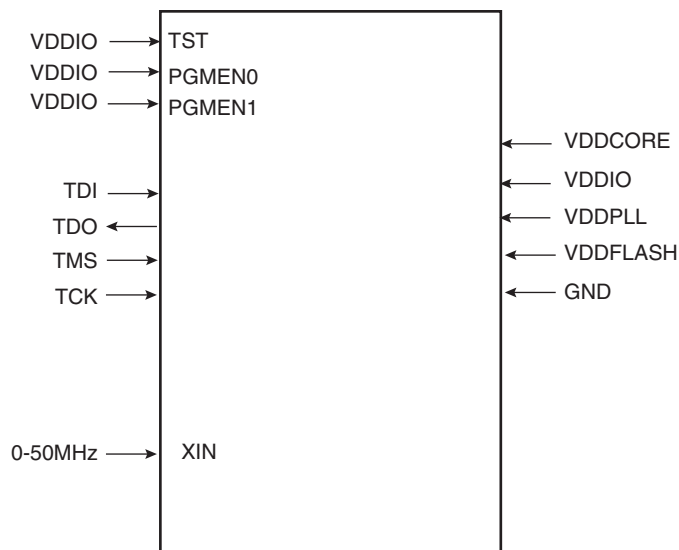 VDDIO TST
VDDIO PGMEN0
VDDIO PGMEN1
VDDCORE
TDI VDDIO
TDO VDDPLL
TMS VDDFLASH
TCK GND
0-50MHz XIN